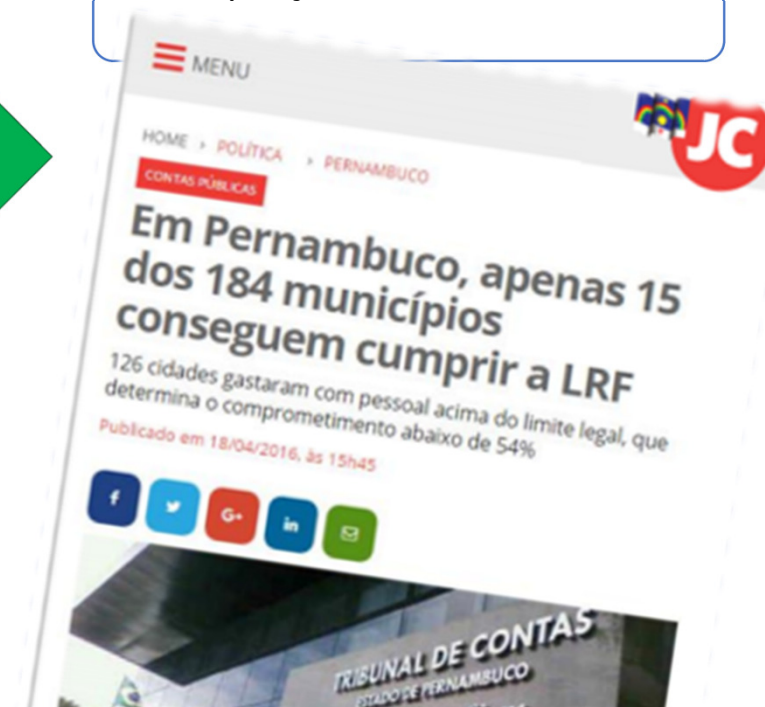 MENU
JC
HOME › POLÍTICA › PERNAMBUCO
CONTAS PÚBLICAS
Em Pernambuco, apenas 15
dos 184 municípios
conseguem cumprir a LRF
126 cidades gastaram com pessoal acima do limite legal, que
determina o comprometimento abaixo de 54%
Publicado em 18/04/2016, às 15h45
f
G+
in
TRIBUNAL DE CONTAS
ESTADO DE PERNAMBUCO